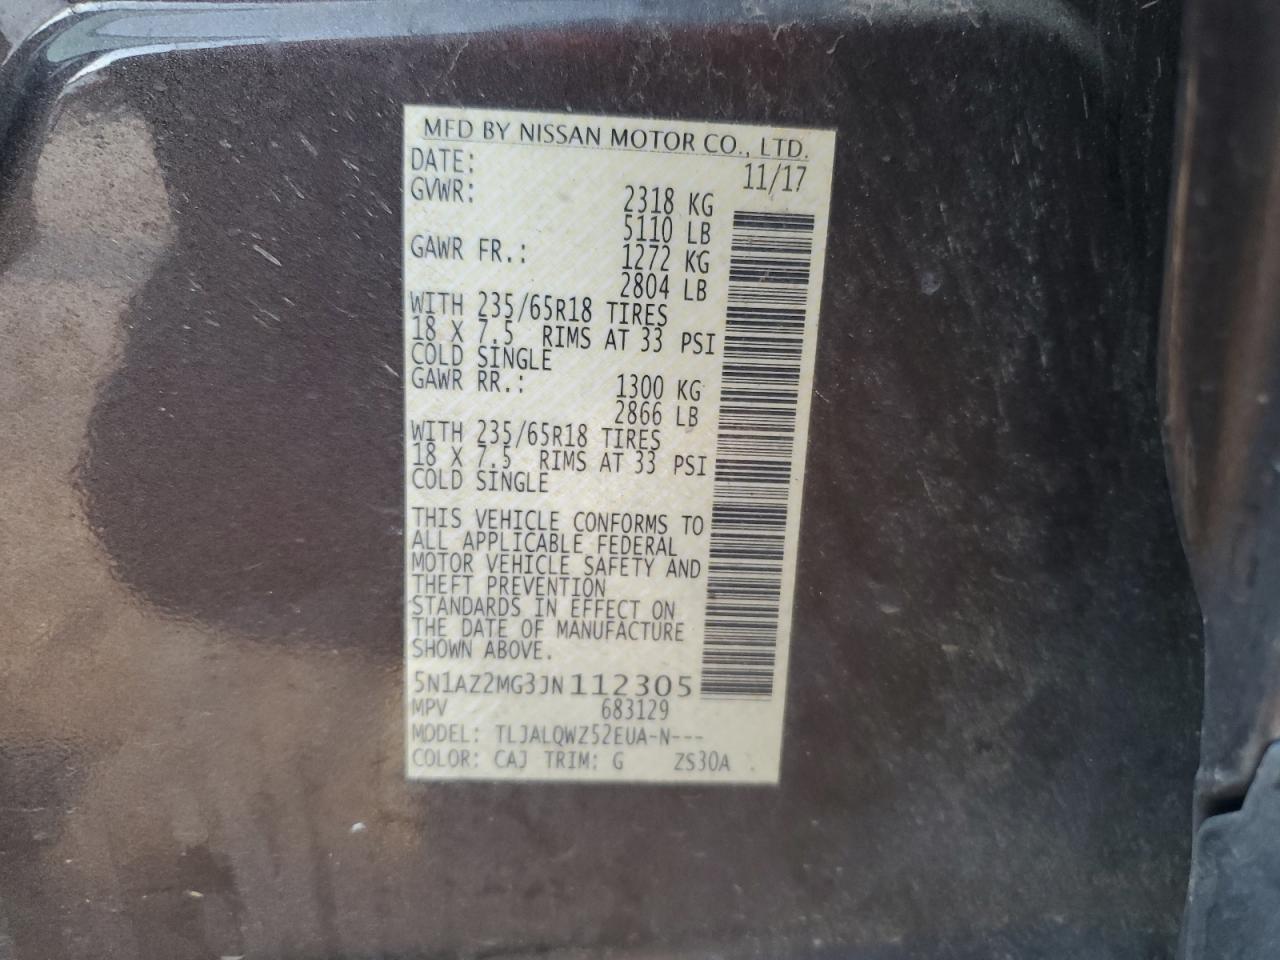 MFD BY NISSAN MOTOR CO., LTD.
DATE: 11/17
GVWR: 2318 KG
5110 LB
GAWR FR.: 1272 KG
2804 LB
WITH 235/65R18 TIRES
18 X 7.5 RIMS AT 33 PSI
COLD SINGLE
GAWR RR.: 1300 KG
2866 LB
WITH 235/65R18 TIRES
18 X 7.5 RIMS AT 33 PSI
COLD SINGLE
THIS VEHICLE CONFORMS TO
ALL APPLICABLE FEDERAL
MOTOR VEHICLE SAFETY AND
THEFT PREVENTION
STANDARDS IN EFFECT ON
THE DATE OF MANUFACTURE
SHOWN ABOVE.
5N1AZ2MG3JN112305
MPV 683129
MODEL: TLJALQWZ52EUA-N---
COLOR: CAJ TRIM: G ZS30A